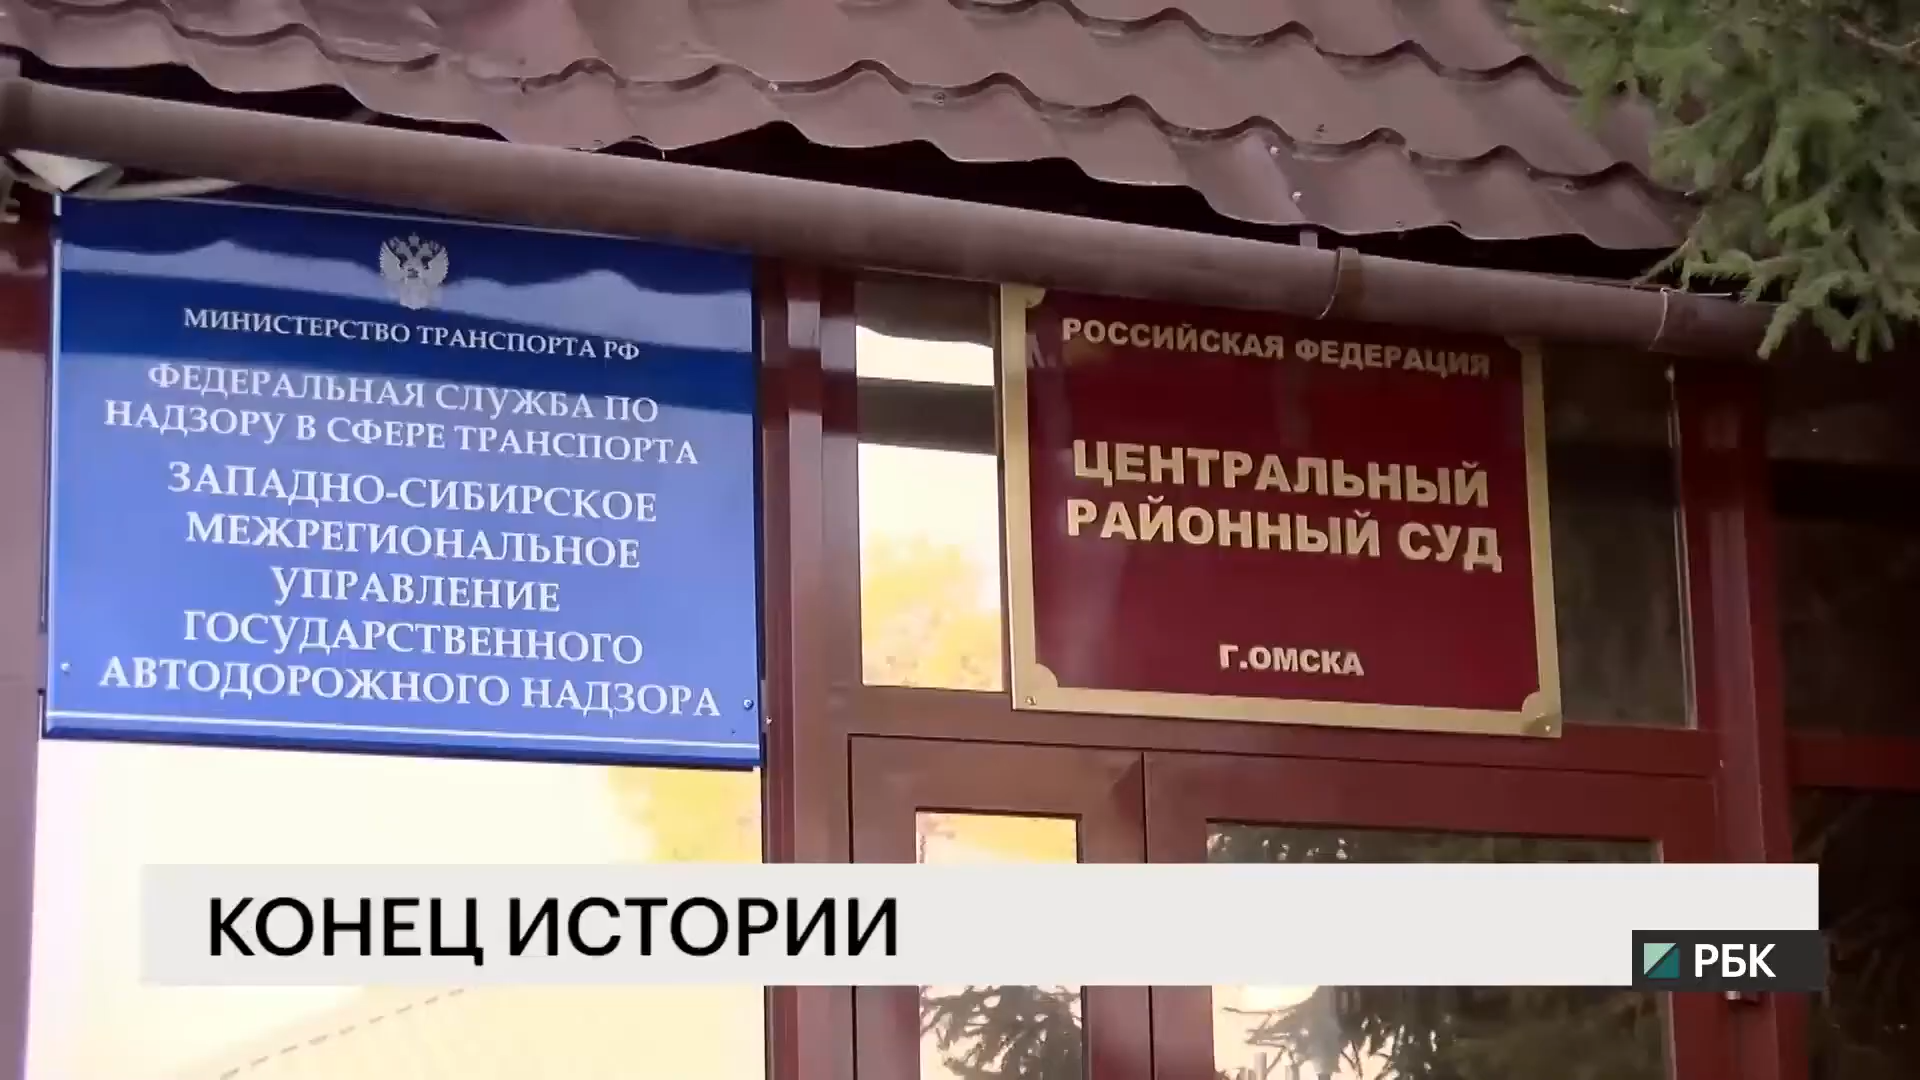 МИНИСТЕРСТВО ТРАНСПОРТА РФ
ФЕДЕРАЛЬНАЯ СЛУЖБА ПО
НАДЗОРУ В СФЕРЕ ТРАНСПОРТА
ЗАПАДНО-СИБИРСКОЕ
МЕЖРЕГИОНАЛЬНОЕ
УПРАВЛЕНИЕ
ГОСУДАРСТВЕННОГО
АВТОДОРОЖНОГО НАДЗОРА
РОССИЙСКАЯ ФЕДЕРАЦИЯ
ЦЕНТРАЛЬНЫЙ
РАЙОННЫЙ СУД
Г.ОМСКА
КОНЕЦ ИСТОРИИ
РБК